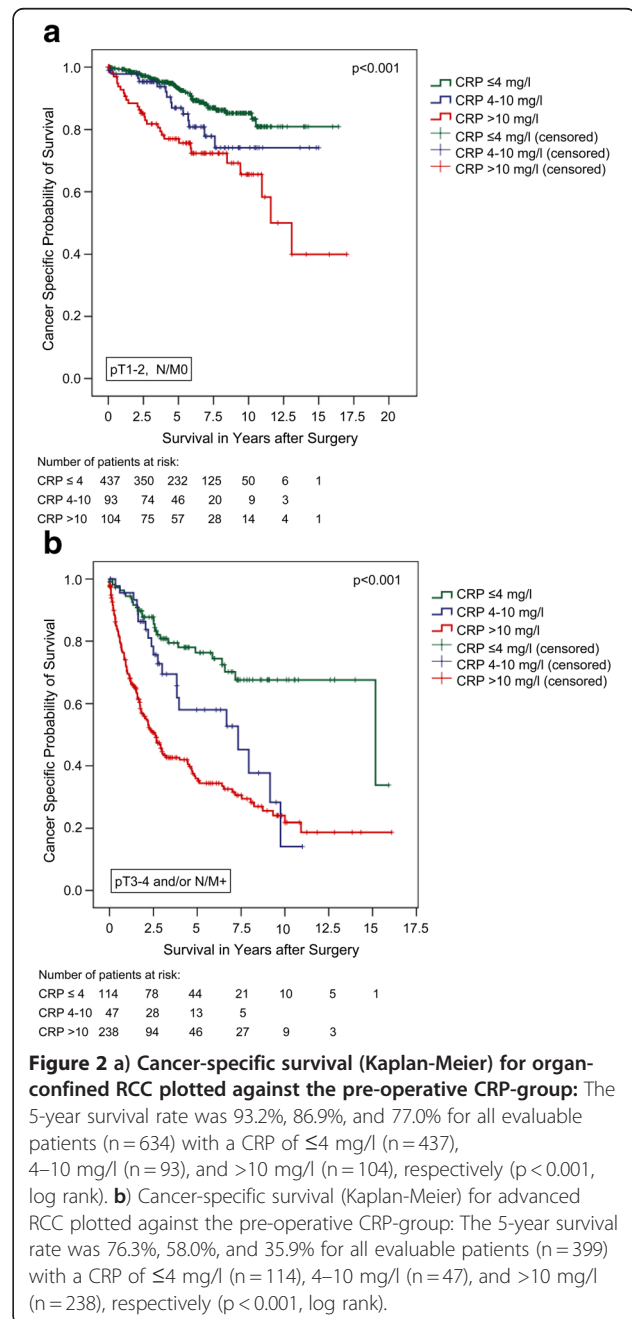 a
p<0.001
1.0
0.8
0.6
0.4
0.2
0.0
Cancer Specific Probability of Survival
CRP ≤4 mg/l
CRP 4-10 mg/l
CRP >10 mg/l
CRP ≤4 mg/l (censored)
CRP 4-10 mg/l (censored)
CRP >10 mg/l (censored)
pT1-2, N/M0
0 2.5 5 7.5 10 12.5 15 17.5 20
Survival in Years after Surgery
Number of patients at risk:
CRP ≤ 4 437 350 232 125 50 6 1
CRP 4-10 93 74 46 20 9 3
CRP >10 104 75 57 28 14 4 1
b
p<0.001
1.0
0.8
0.6
0.4
0.2
0.0
Cancer Specific Probability of Survival
CRP ≤4 mg/l
CRP 4-10 mg/l
CRP >10 mg/l
CRP ≤4 mg/l (censored)
CRP 4-10 mg/l (censored)
CRP >10 mg/l (censored)
pT3-4 and/or N/M+
0 2.5 5 7.5 10 12.5 15 17.5
Survival in Years after Surgery
Number of patients at risk:
CRP ≤ 4 114 78 44 21 10 5 1
CRP 4-10 47 28 13 5
CRP >10 238 94 46 27 9 3
Figure 2 a) Cancer-specific survival (Kaplan-Meier) for organ-
confined RCC plotted against the pre-operative CRP-group: The
5-year survival rate was 93.2%, 86.9%, and 77.0% for all evaluable
patients (n = 634) with a CRP of ≤4 mg/l (n = 437),
4–10 mg/l (n = 93), and >10 mg/l (n = 104), respectively (p < 0.001,
log rank). b) Cancer-specific survival (Kaplan-Meier) for advanced
RCC plotted against the pre-operative CRP-group: The 5-year survival
rate was 76.3%, 58.0%, and 35.9% for all evaluable patients (n = 399)
with a CRP of ≤4 mg/l (n = 114), 4–10 mg/l (n = 47), and >10 mg/l
(n = 238), respectively (p < 0.001, log rank).